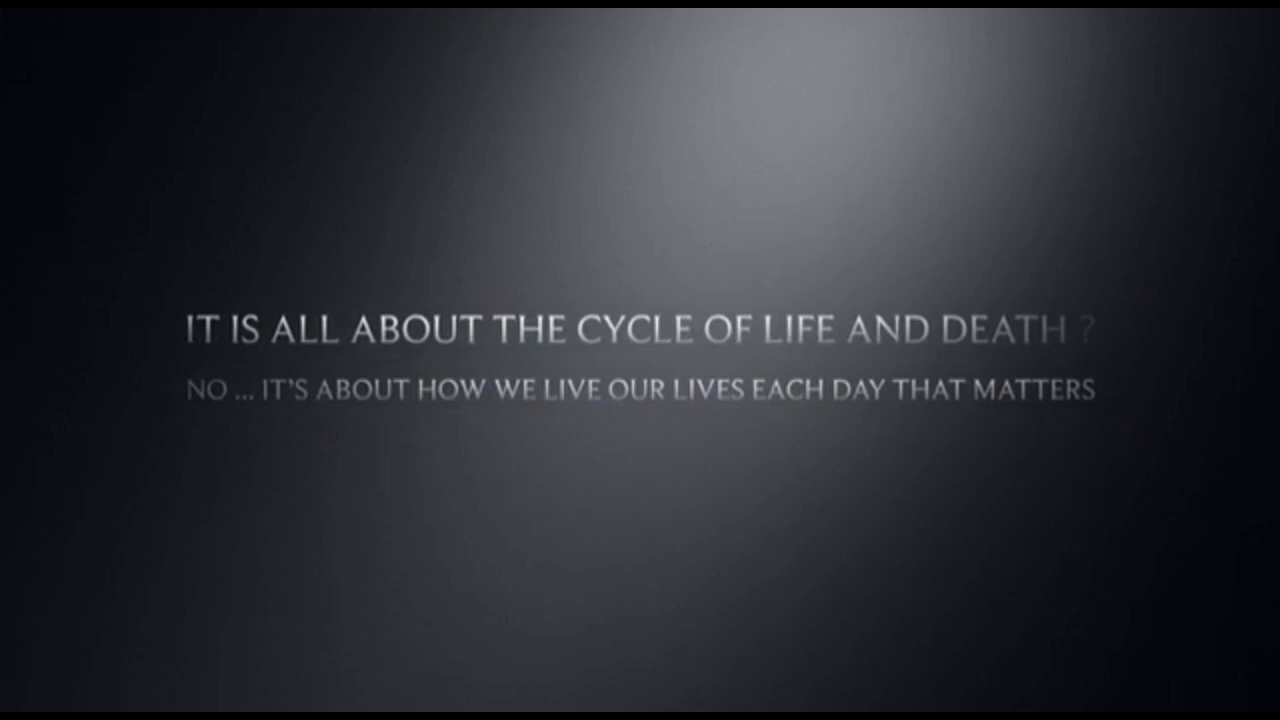 IT IS ALL ABOUT THE CYCLE OF LIFE AND DEATH ?
NO ... IT'S ABOUT HOW WE LIVE OUR LIVES EACH DAY THAT MATTERS